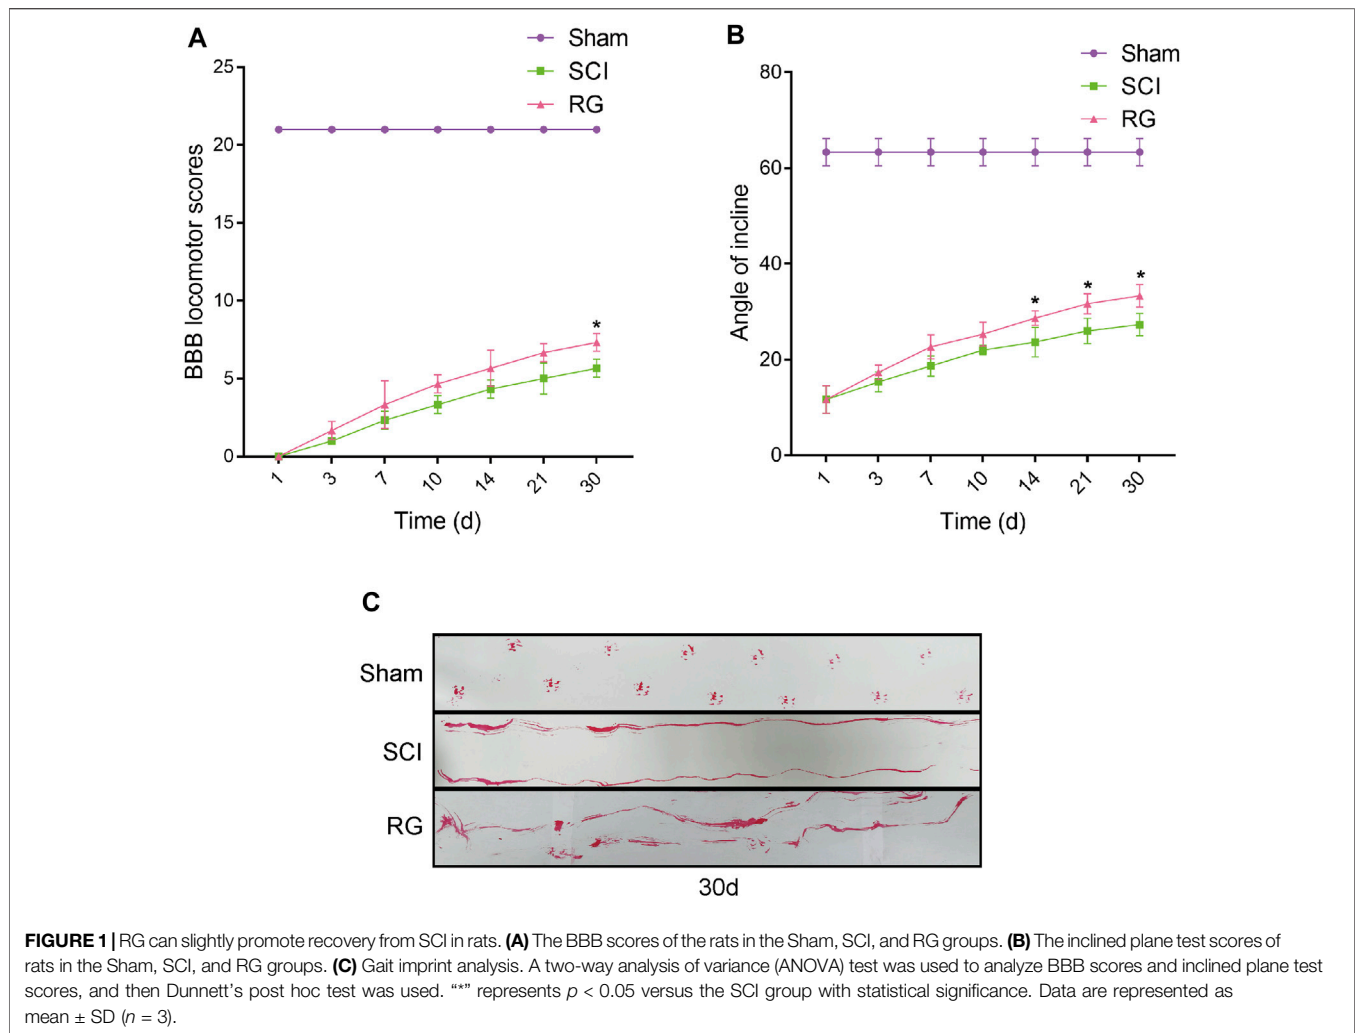 A
Sham
SCI
RG
BBB locomotor scores
25
20
15
10
5
0
1 3 7 10 14 21 30
*
Time (d)
B
Sham
SCI
RG
Angle of incline
80
60
40
20
0
1 3 7 10 14 21 30
* * *
Time (d)
C
Sham
SCI
RG
30d
FIGURE 1 | RG can slightly promote recovery from SCI in rats. (A) The BBB scores of the rats in the Sham, SCI, and RG groups. (B) The inclined plane test scores of
rats in the Sham, SCI, and RG groups. (C) Gait imprint analysis. A two-way analysis of variance (ANOVA) test was used to analyze BBB scores and inclined plane test
scores, and then Dunnett’s post hoc test was used. “*” represents p < 0.05 versus the SCI group with statistical significance. Data are represented as
mean ± SD (n = 3).